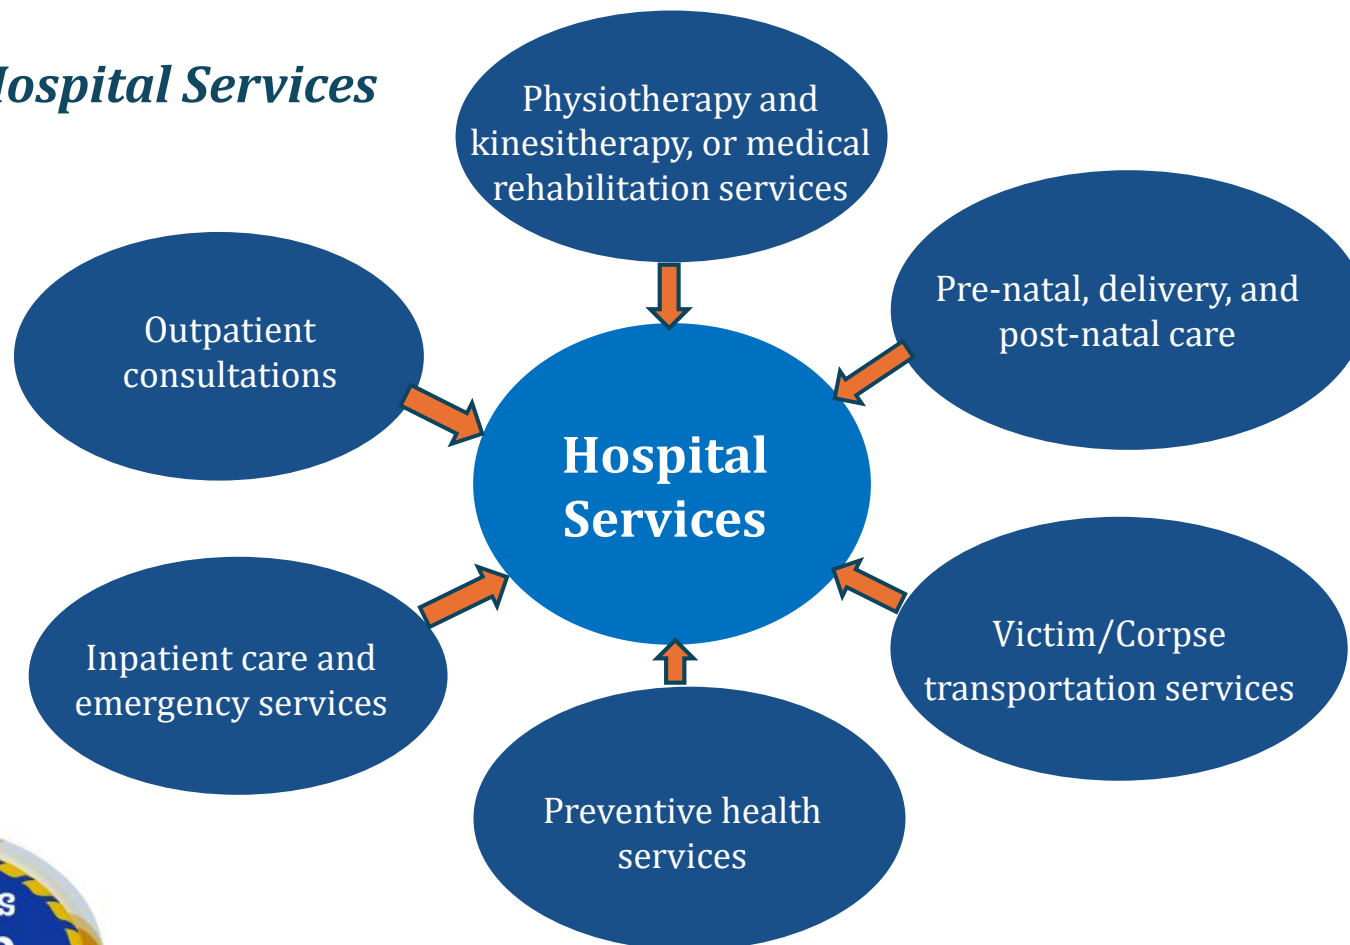 Hospital Services
Physiotherapy and
kinesitherapy, or medical
rehabilitation services
Pre-natal, delivery, and
post-natal care
Outpatient
consultations
Hospital
Services
Victim/Corpse
transportation services
Inpatient care and
emergency services
Preventive health
services